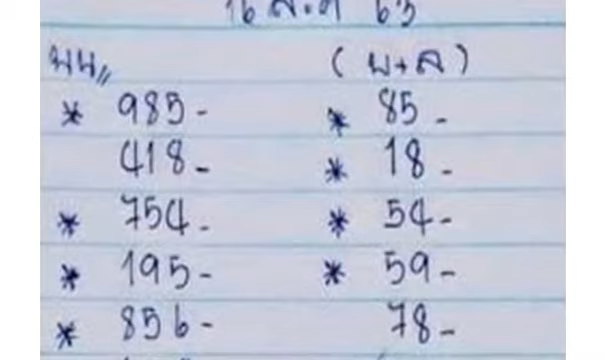 16 ส.ค 63
บน,, (บ+ล)
* 985- * 85-
418- * 18-
* 754- * 54-
* 195- * 59-
* 856- 78-